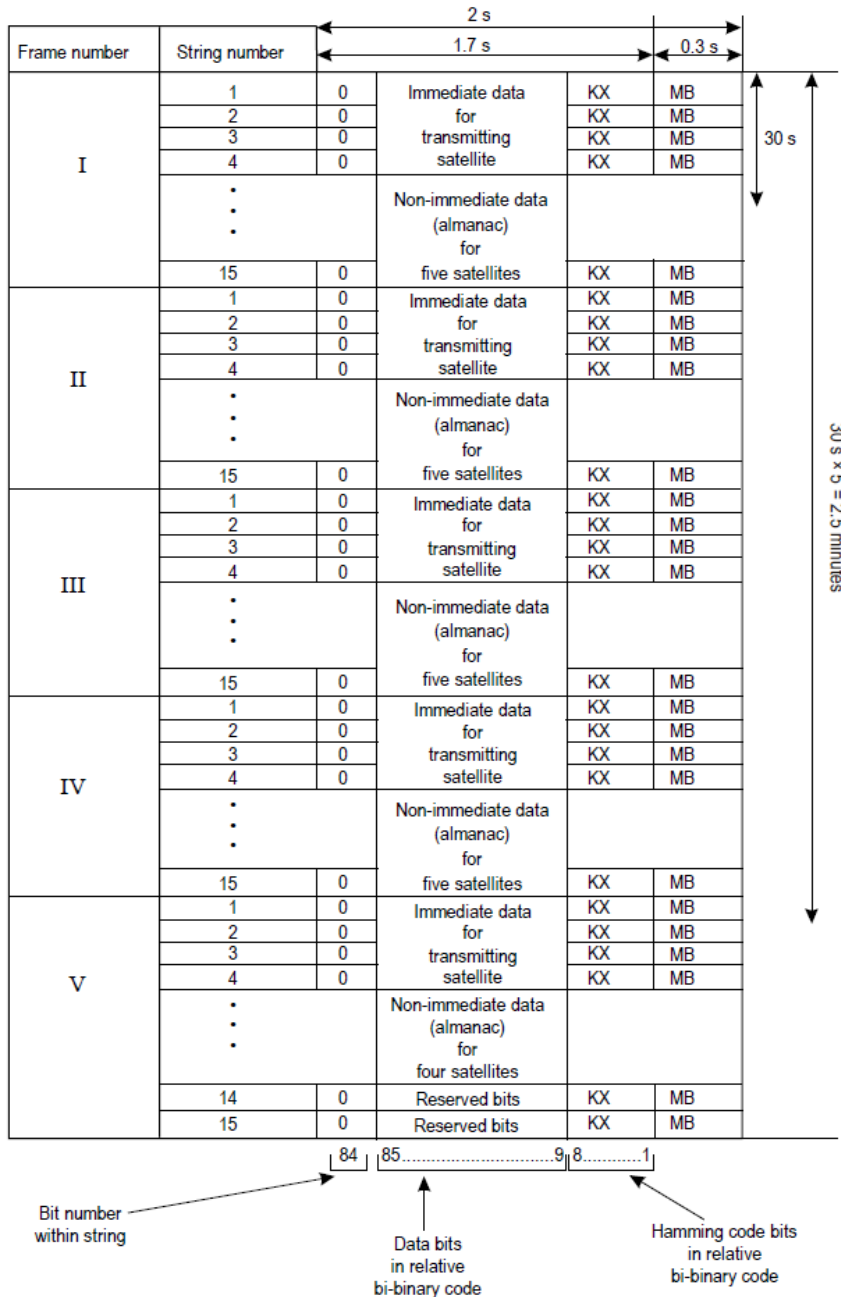 2 s
Frame number String number 1.7 s 0.3 s
1 0 Immediate data KX MB
2 0 for KX MB
3 0 transmitting KX MB
4 0 satellite KX MB
30 s
I
Non-immediate data
(almanac)
for
15 0 five satellites KX MB
1 0 Immediate data KX MB
2 0 for KX MB
3 0 transmitting KX MB
4 0 satellite KX MB
II
Non-immediate data
(almanac)
for
15 0 five satellites KX MB
30 s × 5 = 2.5 minutes
1 0 Immediate data KX MB
2 0 for KX MB
3 0 transmitting KX MB
4 0 satellite KX MB
III
Non-immediate data
(almanac)
for
15 0 five satellites KX MB
1 0 Immediate data KX MB
2 0 for KX MB
3 0 transmitting KX MB
4 0 satellite KX MB
IV
Non-immediate data
(almanac)
for
15 0 five satellites KX MB
1 0 Immediate data KX MB
2 0 for KX MB
3 0 transmitting KX MB
4 0 satellite KX MB
V
Non-immediate data
(almanac)
for
four satellites
14 0 Reserved bits KX MB
15 0 Reserved bits KX MB
84 85................................9 8............1
Bit number
within string
Data bits
in relative
bi-binary code
Hamming code bits
in relative
bi-binary code